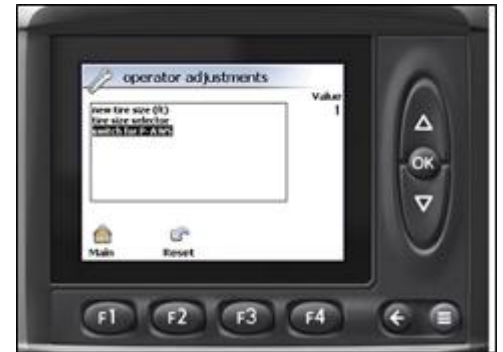 operator adjustments
Value
new tire size (ft)
1
tire size selector
switch for P-AWS
Main
Reset
OK
F1
F2
F3
F4